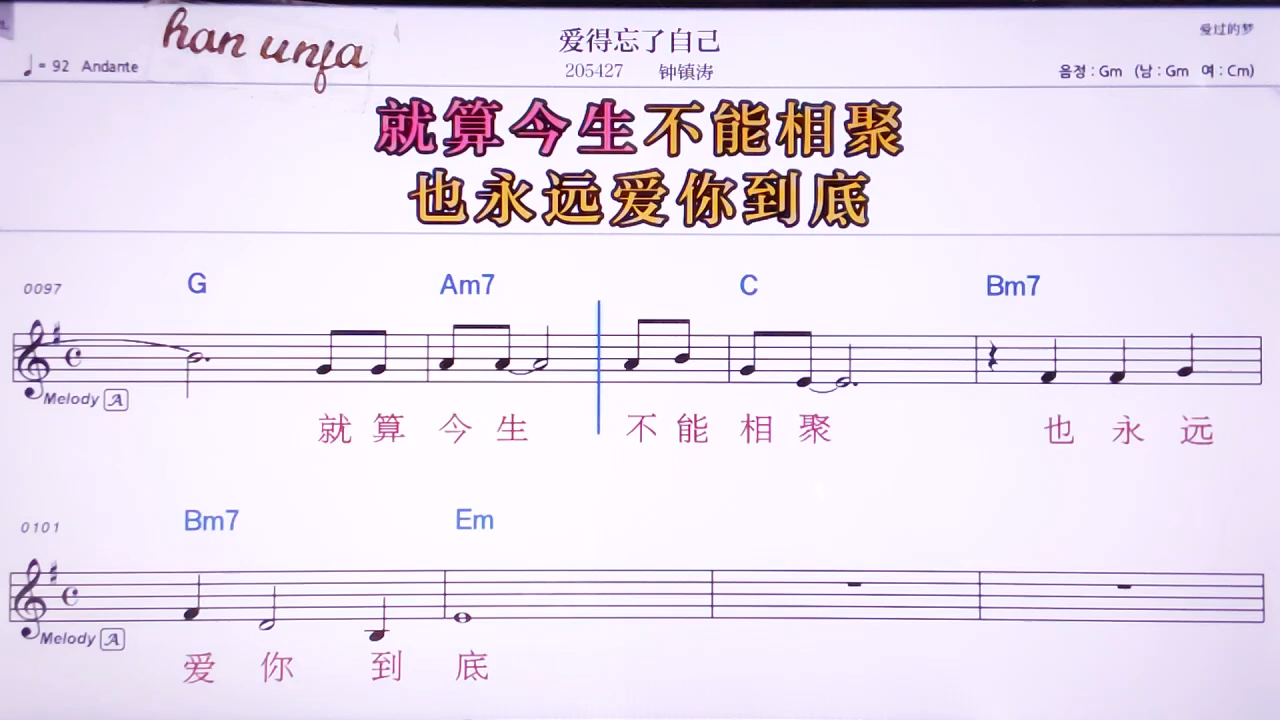 han unfa
爱得忘了自己
爱过的梦
♩= 92 Andante
205427 钟镇涛
음정 : Gm (남 : Gm 여 : Cm)
就算今生不能相聚
也永远爱你到底
0097 G Am7 C Bm7
Melody A
就算 今生 不能 相聚 也 永 远
0101 Bm7 Em
Melody A
爱 你 到 底